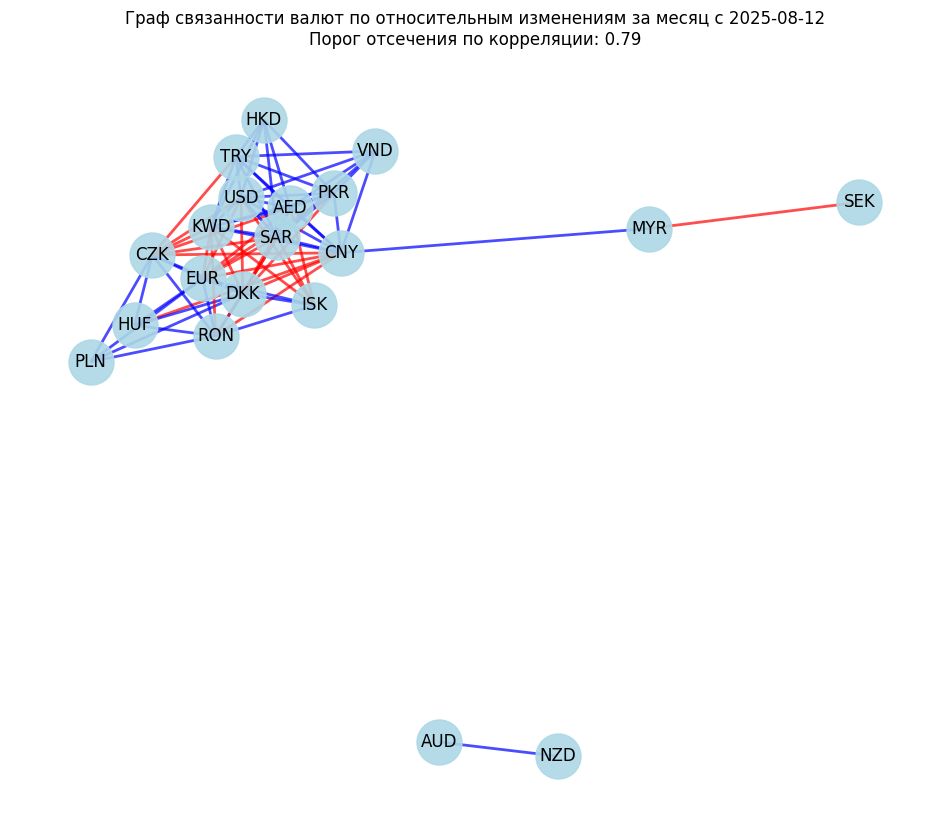 Граф связанности валют по относительным изменениям за месяц с 2025-08-12
Порог отсечения по корреляции: 0.79
HKD
VND
TRY
PKR
USD
SEK
AED
KWD
MYR
SAR
CNY
CZK
EUR
DKK
ISK
HUF
RON
PLN
AUD
NZD